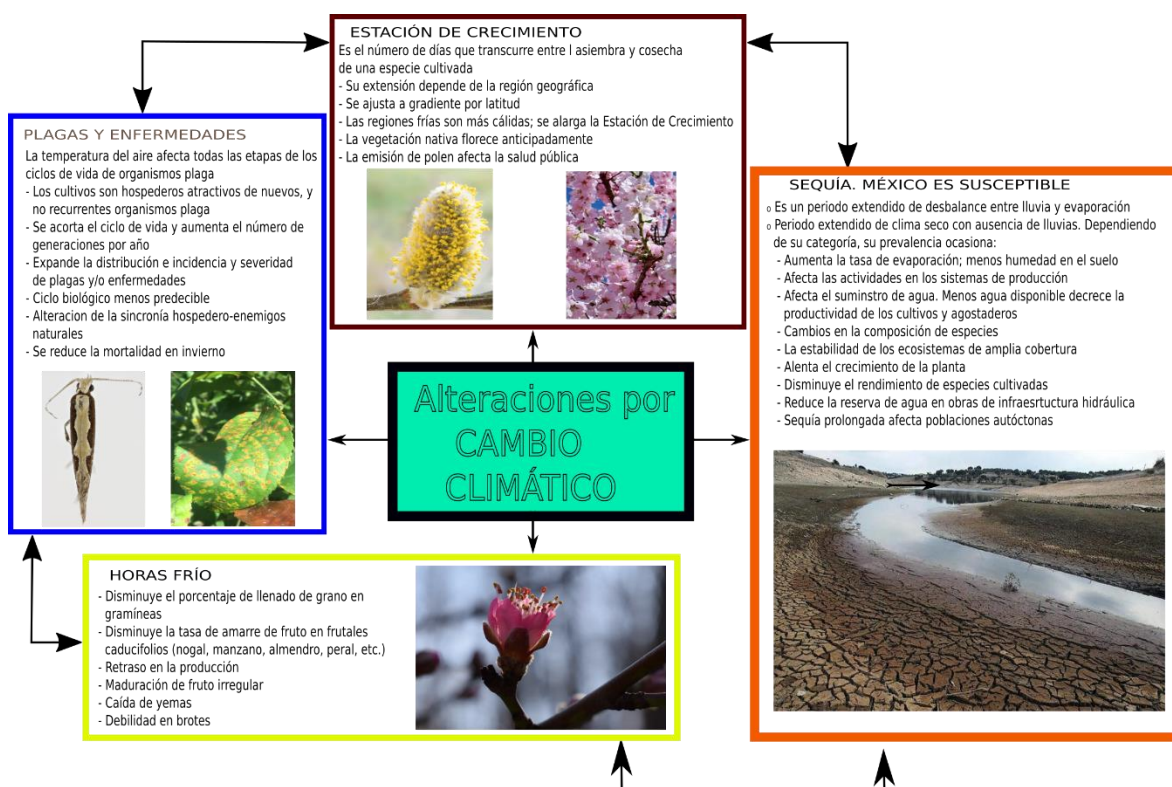 ESTACIÓN DE CRECIMIENTO
Es el número de días que transcurre entre l asiembra y cosecha
de una especie cultivada
- Su extensión depende de la región geográfica
- Se ajusta a gradiente por latitud
- Las regiones frías son más cálidas; se alarga la Estación de Crecimiento
- La vegetación nativa florece anticipadamente
- La emisión de polen afecta la salud pública
PLAGAS Y ENFERMEDADES
La temperatura del aire afecta todas las etapas de los
ciclos de vida de organismos plaga
- Los cultivos son hospederos atractivos de nuevos, y
no recurrentes organismos plaga
- Se acorta el ciclo de vida y aumenta el número de
generaciones por año
- Expande la distribución e incidencia y severidad
de plagas y/o enfermedades
- Ciclo biológico menos predecible
- Alteracion de la sincronía hospedero-enemigos
naturales
- Se reduce la mortalidad en invierno
SEQUÍA. MÉXICO ES SUSCEPTIBLE
o Es un periodo extendido de desbalance entre lluvia y evaporación
o Periodo extendido de clima seco con ausencia de lluvias. Dependiendo
de su categoría, su prevalencia ocasiona:
- Aumenta la tasa de evaporación; menos humedad en el suelo
- Afecta las actividades en los sistemas de producción
- Afecta el suminstro de agua. Menos agua disponible decrece la
productividad de los cultivos y agostaderos
- Cambios en la composición de especies
- La estabilidad de los ecosistemas de amplia cobertura
- Alenta el crecimiento de la planta
- Disminuye el rendimiento de especies cultivadas
- Reduce la reserva de agua en obras de infraesrtuctura hidráulica
- Sequía prolongada afecta poblaciones autóctonas
Alteraciones por
CAMBIO
CLIMÁTICO
HORAS FRÍO
- Disminuye el porcentaje de llenado de grano en
gramíneas
- Disminuye la tasa de amarre de fruto en frutales
caducifolios (nogal, manzano, almendro, peral, etc.)
- Retraso en la producción
- Maduración de fruto irregular
- Caída de yemas
- Debilidad en brotes